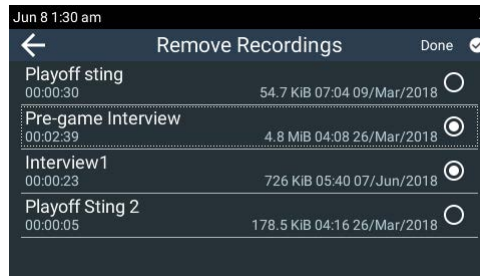 Jun 8 1:30 am
Remove Recordings Done
Playoff sting
00:00:30 54.7 KiB 07:04 09/Mar/2018
Pre-game Interview
00:02:39 4.8 MiB 04:08 26/Mar/2018
Interview1
00:00:23 726 KiB 05:40 07/Jun/2018
Playoff Sting 2
00:00:05 178.5 KiB 04:16 26/Mar/2018